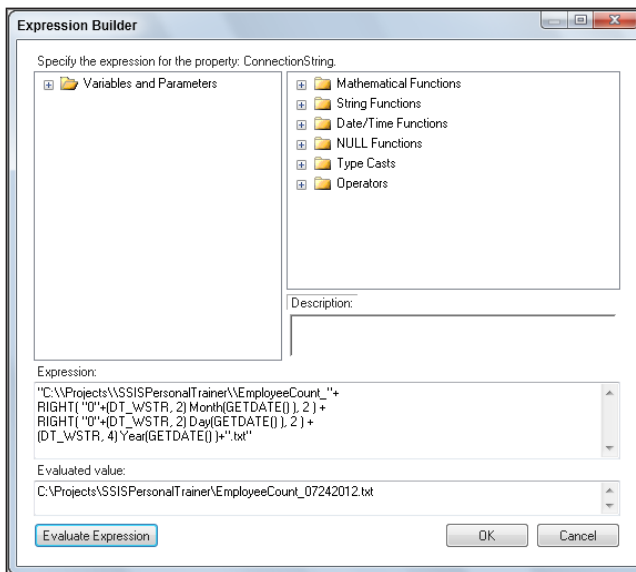 Expression Builder
Specify the expression for the property: ConnectionString.
Variables and Parameters
Mathematical Functions
String Functions
Date/Time Functions
NULL Functions
Type Casts
Operators
Description:
Expression:
"C:\\Projects\\SSISPersonalTrainer\\EmployeeCount_"+
RIGHT( "0"+(DT_WSTR, 2) Month(GETDATE() ), 2 ) +
RIGHT( "0"+(DT_WSTR, 2) Day(GETDATE() ), 2 ) +
(DT_WSTR, 4) Year(GETDATE() )+".txt"
Evaluated value:
C:\Projects\SSISPersonalTrainer\EmployeeCount_07242012.txt
Evaluate Expression
OK
Cancel